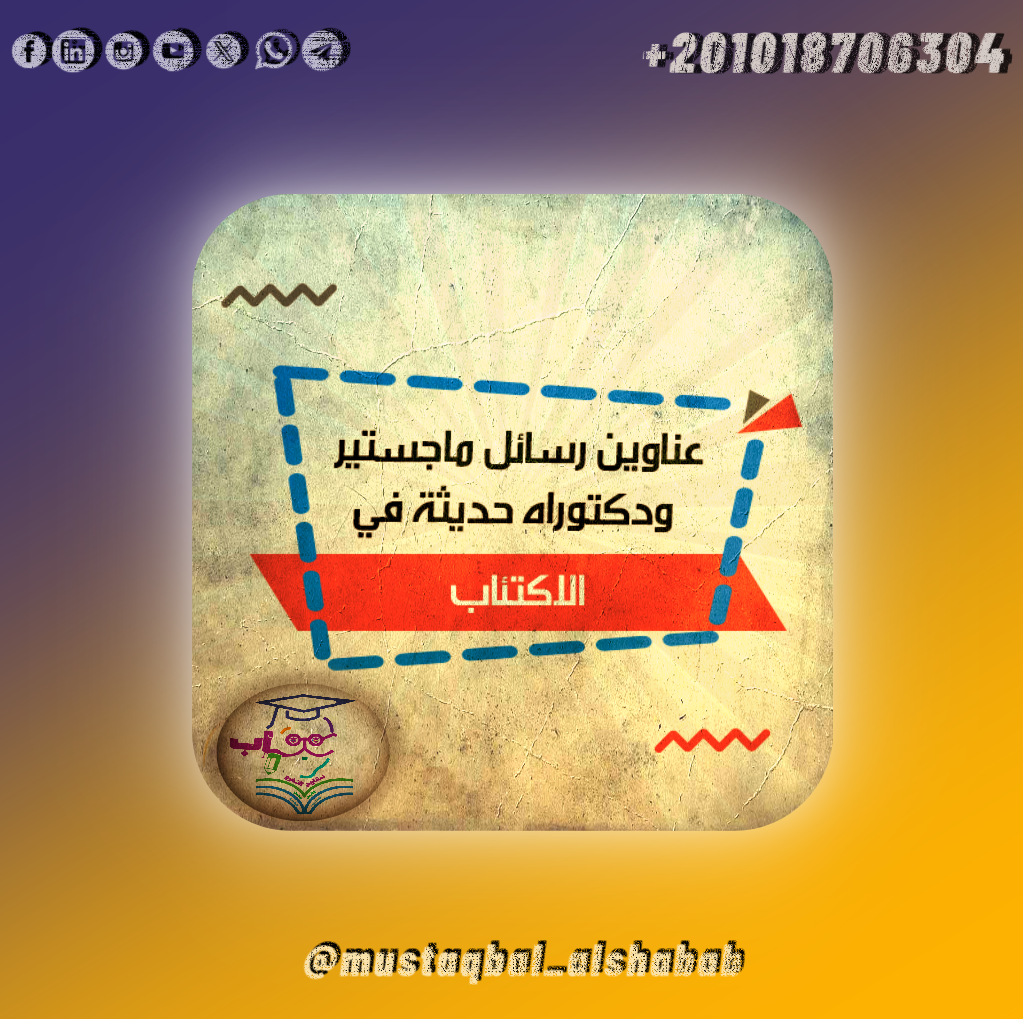 +201018706304
عناوين رسائل ماجستير
ودكتوراه حديثة في
الاكتئاب
@mustaqbal_alshabab